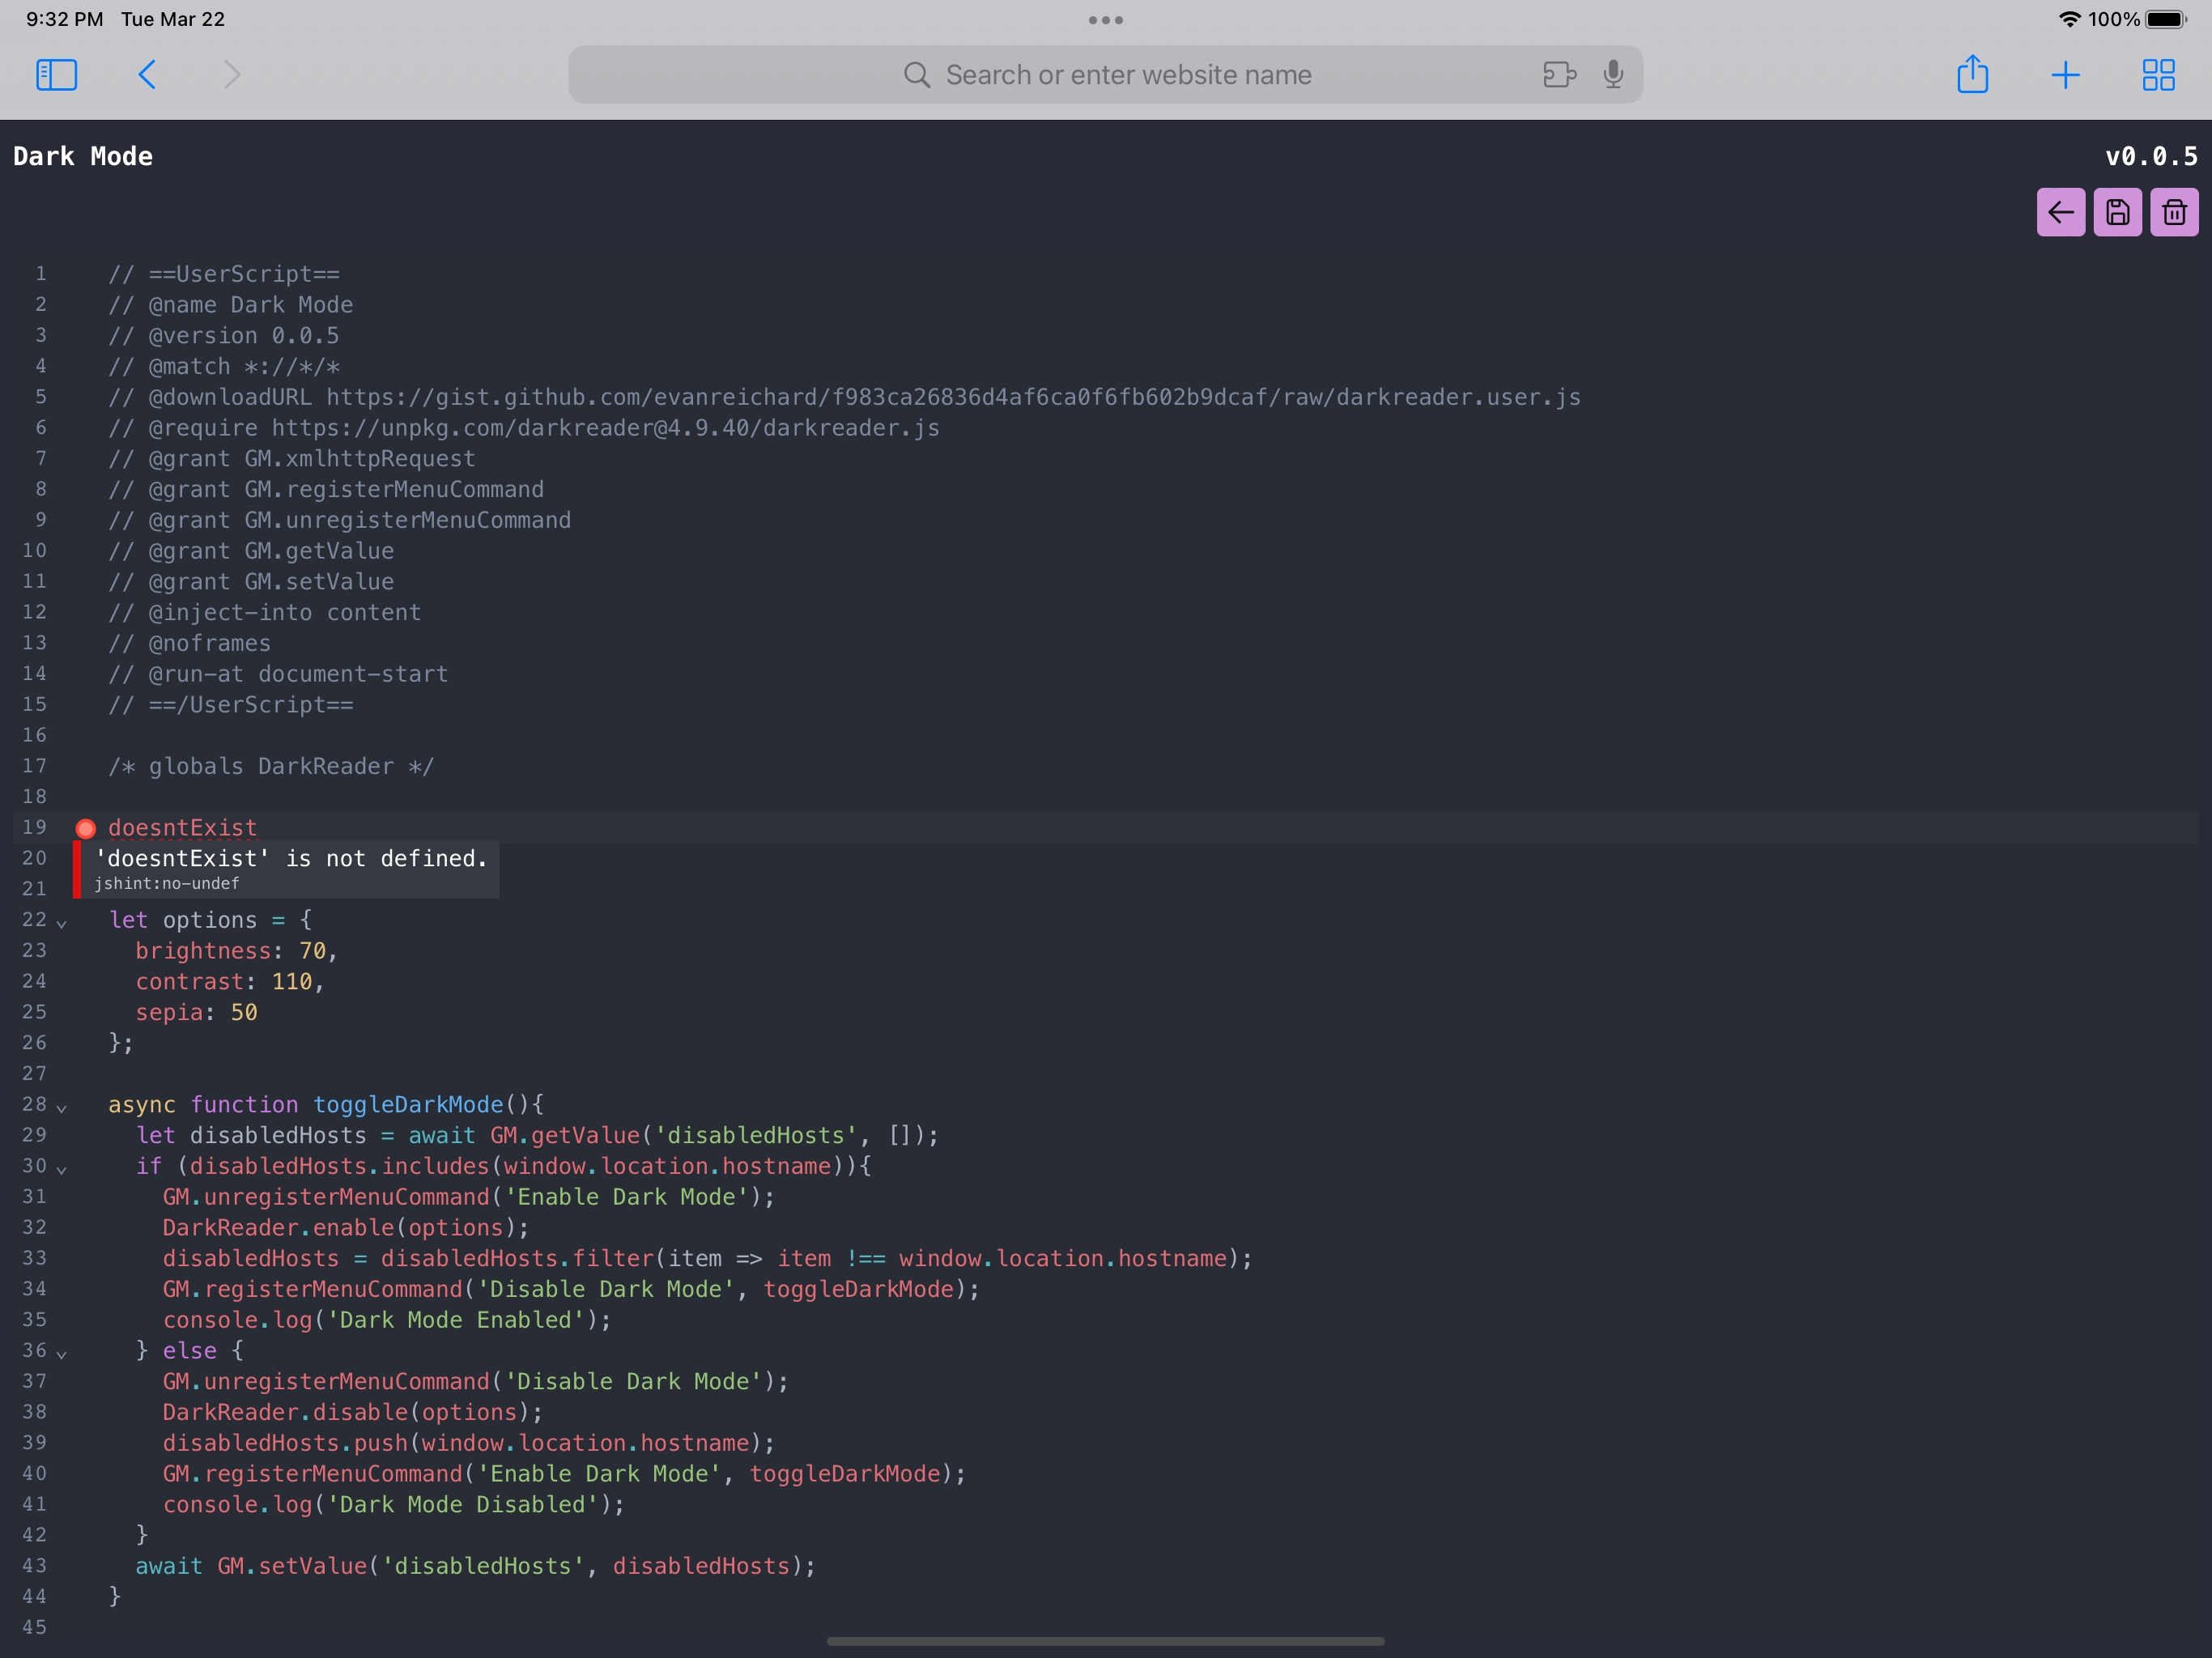 9:32 PM Tue Mar 22
100%
Search or enter website name
Dark Mode
v0.0.5
1 // ==UserScript==
2 // @name Dark Mode
3 // @version 0.0.5
4 // @match *://*/*
5 // @downloadURL https://gist.github.com/evanreichard/f983ca26836d4af6ca0f6fb602b9dcaf/raw/darkreader.user.js
6 // @require https://unpkg.com/darkreader@4.9.40/darkreader.js
7 // @grant GM.xmlhttpRequest
8 // @grant GM.registerMenuCommand
9 // @grant GM.unregisterMenuCommand
10 // @grant GM.getValue
11 // @grant GM.setValue
12 // @inject-into content
13 // @noframes
14 // @run-at document-start
15 // ==/UserScript==
16
17 /* globals DarkReader */
18
19 doesntExist
20 'doesntExist' is not defined.
21 jshint:no-undef
22 let options = {
23   brightness: 70,
24   contrast: 110,
25   sepia: 50
26 };
27
28 async function toggleDarkMode(){
29   let disabledHosts = await GM.getValue('disabledHosts', []);
30   if (disabledHosts.includes(window.location.hostname)){
31     GM.unregisterMenuCommand('Enable Dark Mode');
32     DarkReader.enable(options);
33     disabledHosts = disabledHosts.filter(item => item !== window.location.hostname);
34     GM.registerMenuCommand('Disable Dark Mode', toggleDarkMode);
35     console.log('Dark Mode Enabled');
36   } else {
37     GM.unregisterMenuCommand('Disable Dark Mode');
38     DarkReader.disable(options);
39     disabledHosts.push(window.location.hostname);
40     GM.registerMenuCommand('Enable Dark Mode', toggleDarkMode);
41     console.log('Dark Mode Disabled');
42   }
43   await GM.setValue('disabledHosts', disabledHosts);
44 }
45